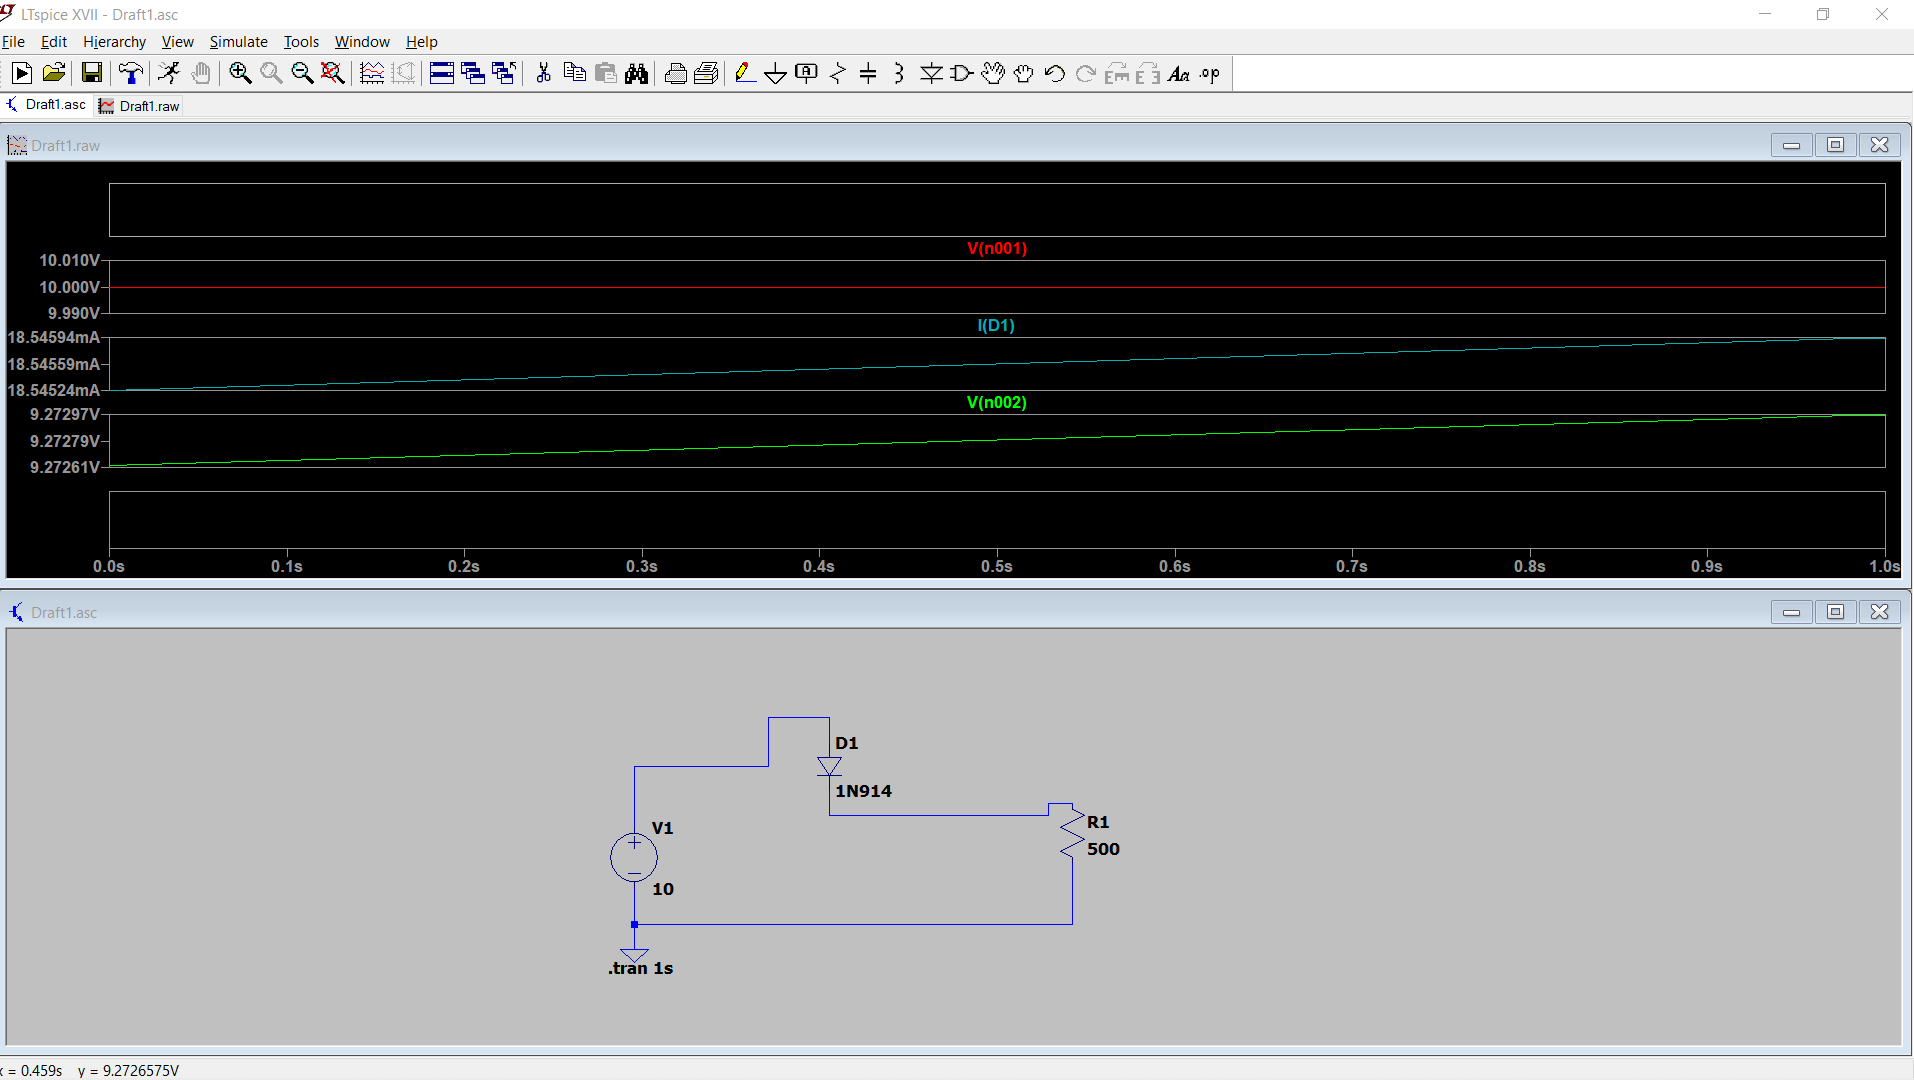 LTspice XVII - Draft1.asc
File Edit Hierarchy View Simulate Tools Window Help
A Aa .op
Draft1.asc Draft1.raw
Draft1.raw
V(n001)
10.010V
10.000V
9.990V
I(D1)
18.54594mA
18.54559mA
18.54524mA
V(n002)
9.27297V
9.27279V
9.27261V
0.0s 0.1s 0.2s 0.3s 0.4s 0.5s 0.6s 0.7s 0.8s 0.9s 1.0s
Draft1.asc
D1
1N914
R1
500
V1
10
.tran 1s
x = 0.459s y = 9.2726575V